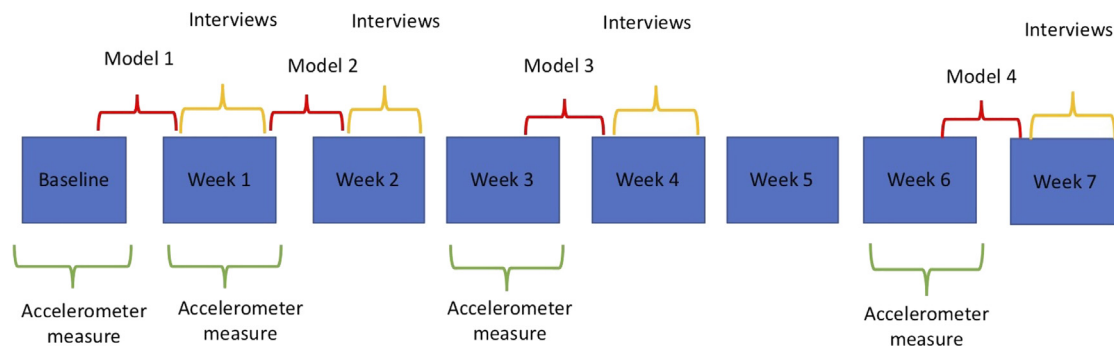 Interviews
Interviews
Interviews
Interviews
Model 1
Model 2
Model 3
Model 4
Baseline
Week 1
Week 2
Week 3
Week 4
Week 5
Week 6
Week 7
Accelerometer
measure
Accelerometer
measure
Accelerometer
measure
Accelerometer
measure